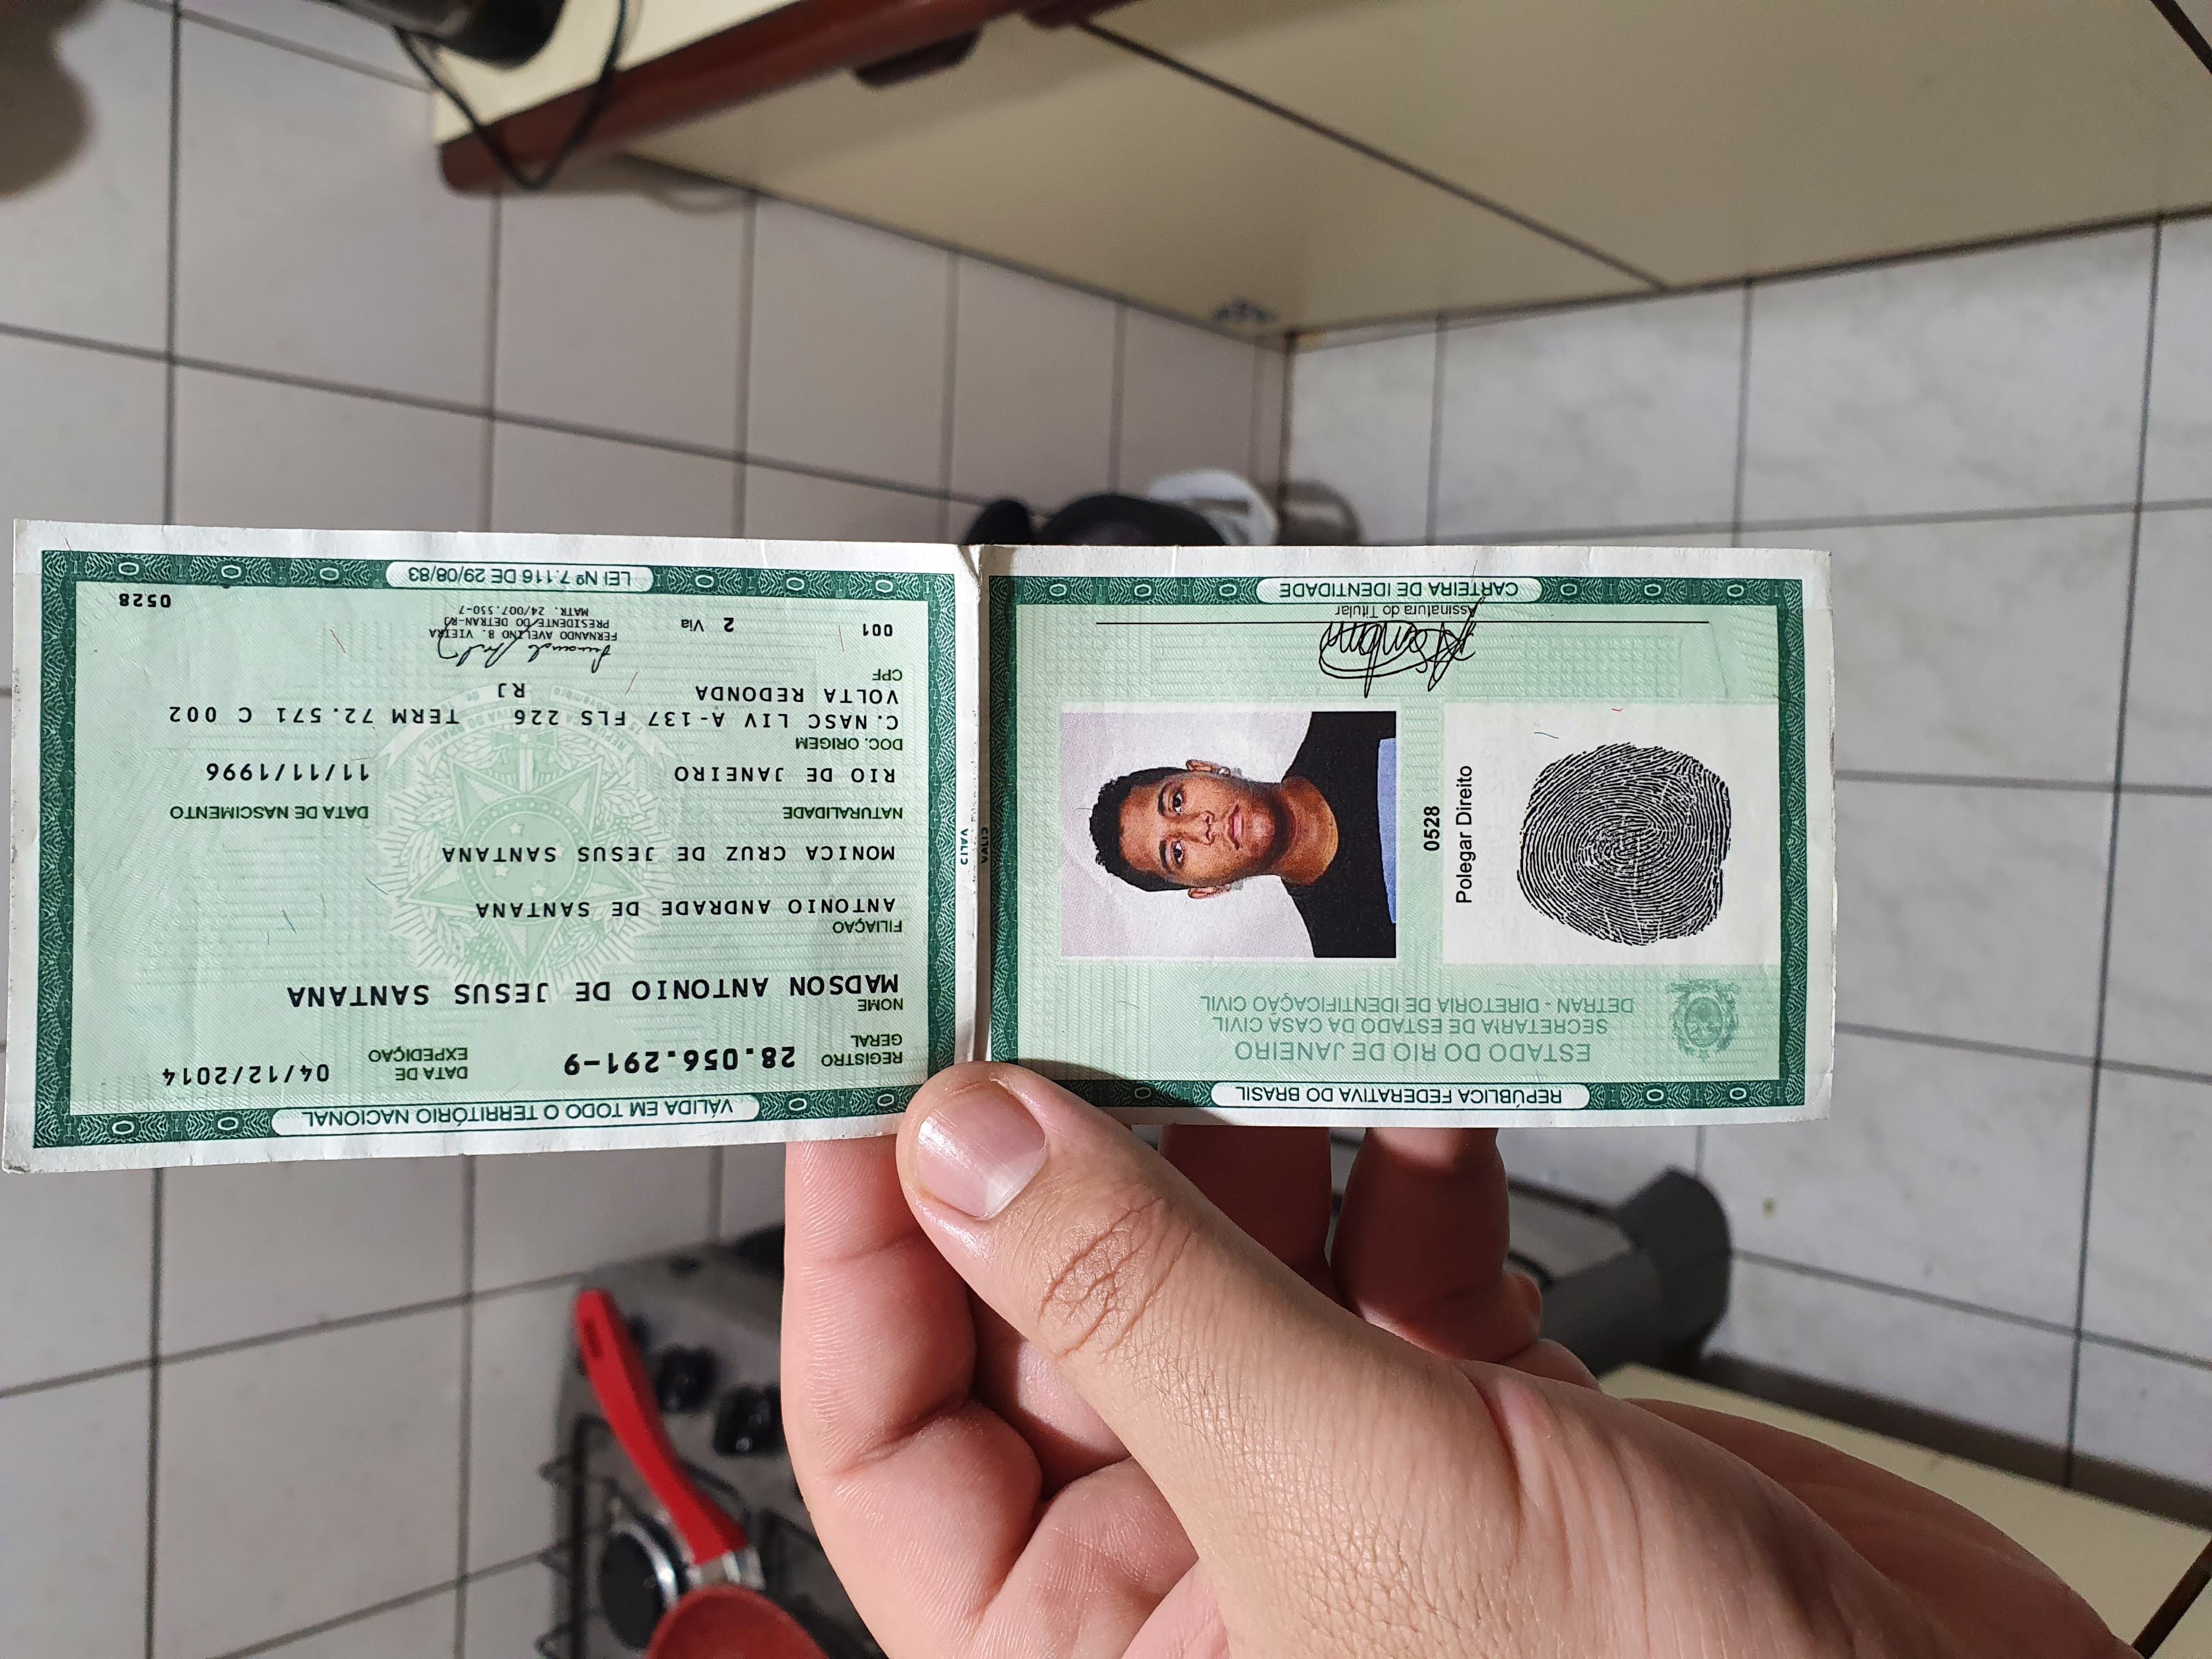 VÁLIDA EM TODO O TERRITÓRIO NACIONAL
REGISTRO GERAL 28.056.291-9 DATA DE EXPEDIÇÃO 04/12/2014
NOME
MADSON ANTONIO DE JESUS SANTANA
FILIAÇÃO
ANTONIO ANDRADE DE SANTANA
MONICA CRUZ DE JESUS SANTANA
NATURALIDADE DATA DE NASCIMENTO
RIO DE JANEIRO 11/11/1996
DOC. ORIGEM
C.NASC LIV A-137 FLS 226 TERM 72.571 C 002
VOLTA REDONDA RJ
CPF
001 2 Via
FERNANDO AVELINO B. VIEIRA
PRESIDENTE DO DETRAN-RJ
MATR. 24/007.550-7
0528
LEI Nº 7.116 DE 29/08/83
VALID
VALID
REPÚBLICA FEDERATIVA DO BRASIL
ESTADO DO RIO DE JANEIRO
SECRETARIA DE ESTADO DA CASA CIVIL
DETRAN - DIRETORIA DE IDENTIFICAÇÃO CIVIL
0528
Polegar Direito
Assinatura do Titular
CARTEIRA DE IDENTIDADE